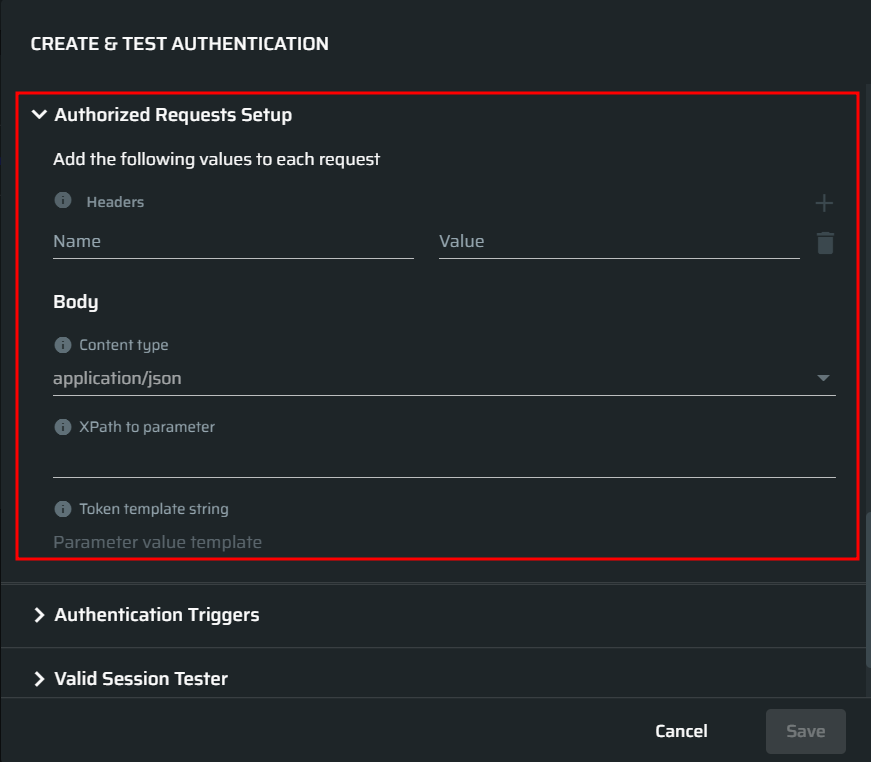 CREATE & TEST AUTHENTICATION
Authorized Requests Setup
Add the following values to each request
Headers
Name Value
Body
Content type
application/json
XPath to parameter
Token template string
Parameter value template
Authentication Triggers
Valid Session Tester
Cancel Save